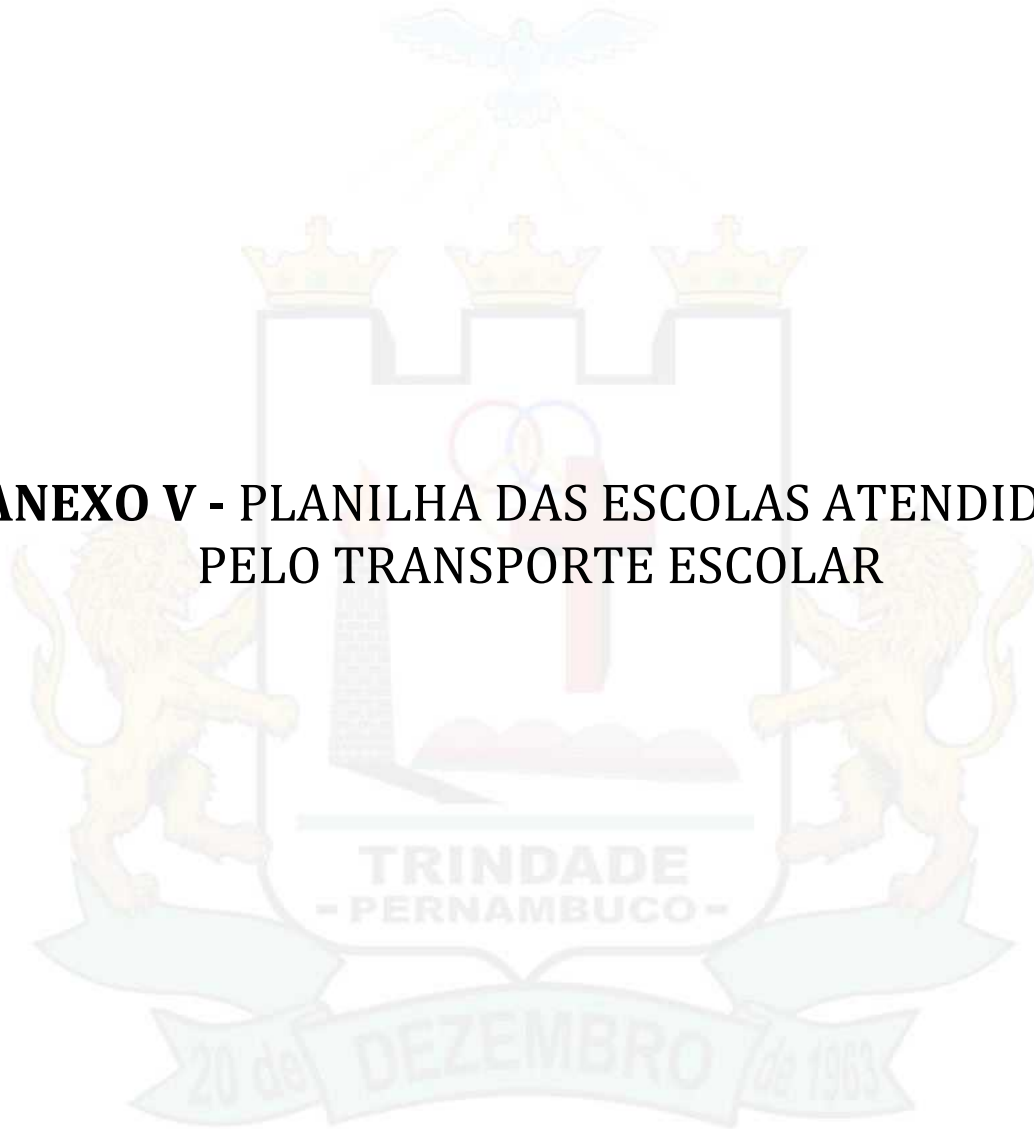 ANEXO V - PLANILHA DAS ESCOLAS ATENDID
PELO TRANSPORTE ESCOLAR
TRINDADE
- PERNAMBUCO -
20 de DEZEMBRO de 1963